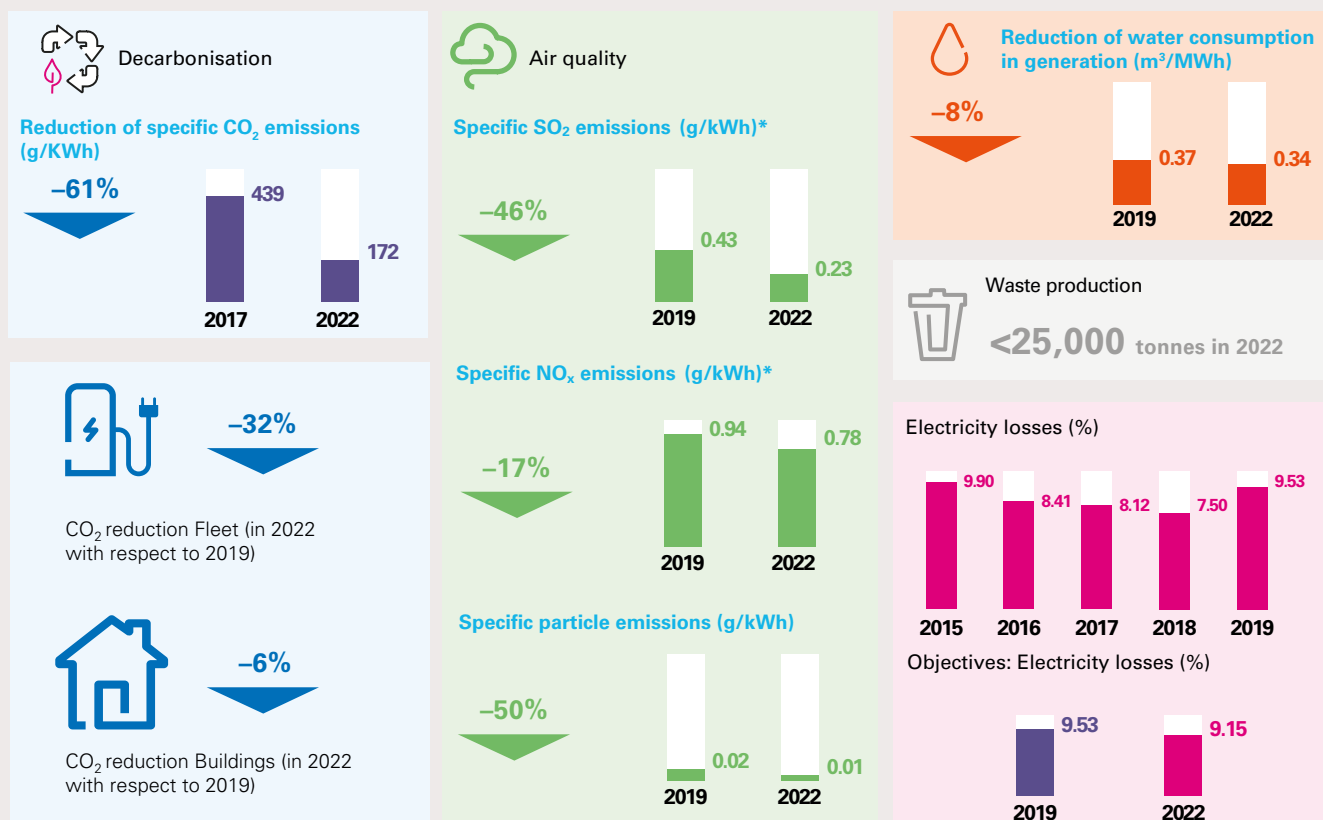 Decarbonisation
Reduction of specific CO₂ emissions
(g/KWh)
–61%
439
172
2017
2022
–32%
CO₂ reduction Fleet (in 2022
with respect to 2019)
–6%
CO₂ reduction Buildings (in 2022
with respect to 2019)
Air quality
Specific SO₂ emissions (g/kWh)*
–46%
0.43
0.23
2019
2022
Specific NOₓ emissions (g/kWh)*
–17%
0.94
0.78
2019
2022
Specific particle emissions (g/kWh)
–50%
0.02
0.01
2019
2022
Reduction of water consumption
in generation (m³/MWh)
–8%
0.37
0.34
2019
2022
Waste production
<25,000 tonnes in 2022
Electricity losses (%)
9.90
8.41
8.12
7.50
9.53
2015
2016
2017
2018
2019
Objectives: Electricity losses (%)
9.53
9.15
2019
2022